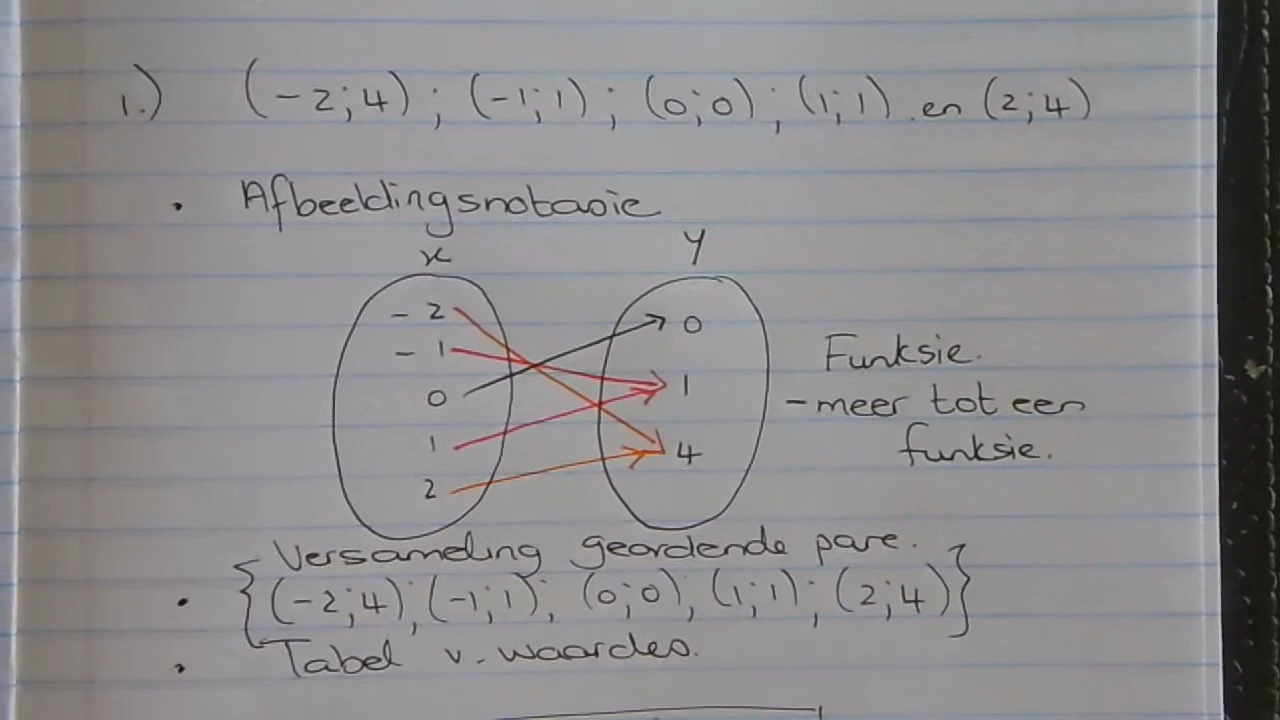 1.) (-2;4) ; (-1;1) ; (0;0) ; (1;1) en (2;4)
. Afbeeldingsnotasie
x y
-2
-1
0
1
2
0
1
4
Funksie.
-meer tot een
funksie.
Versameling geordende pare.
. {(-2;4);(-1;1); (0;0); (1;1); (2;4)}
. Tabel v. waardes.